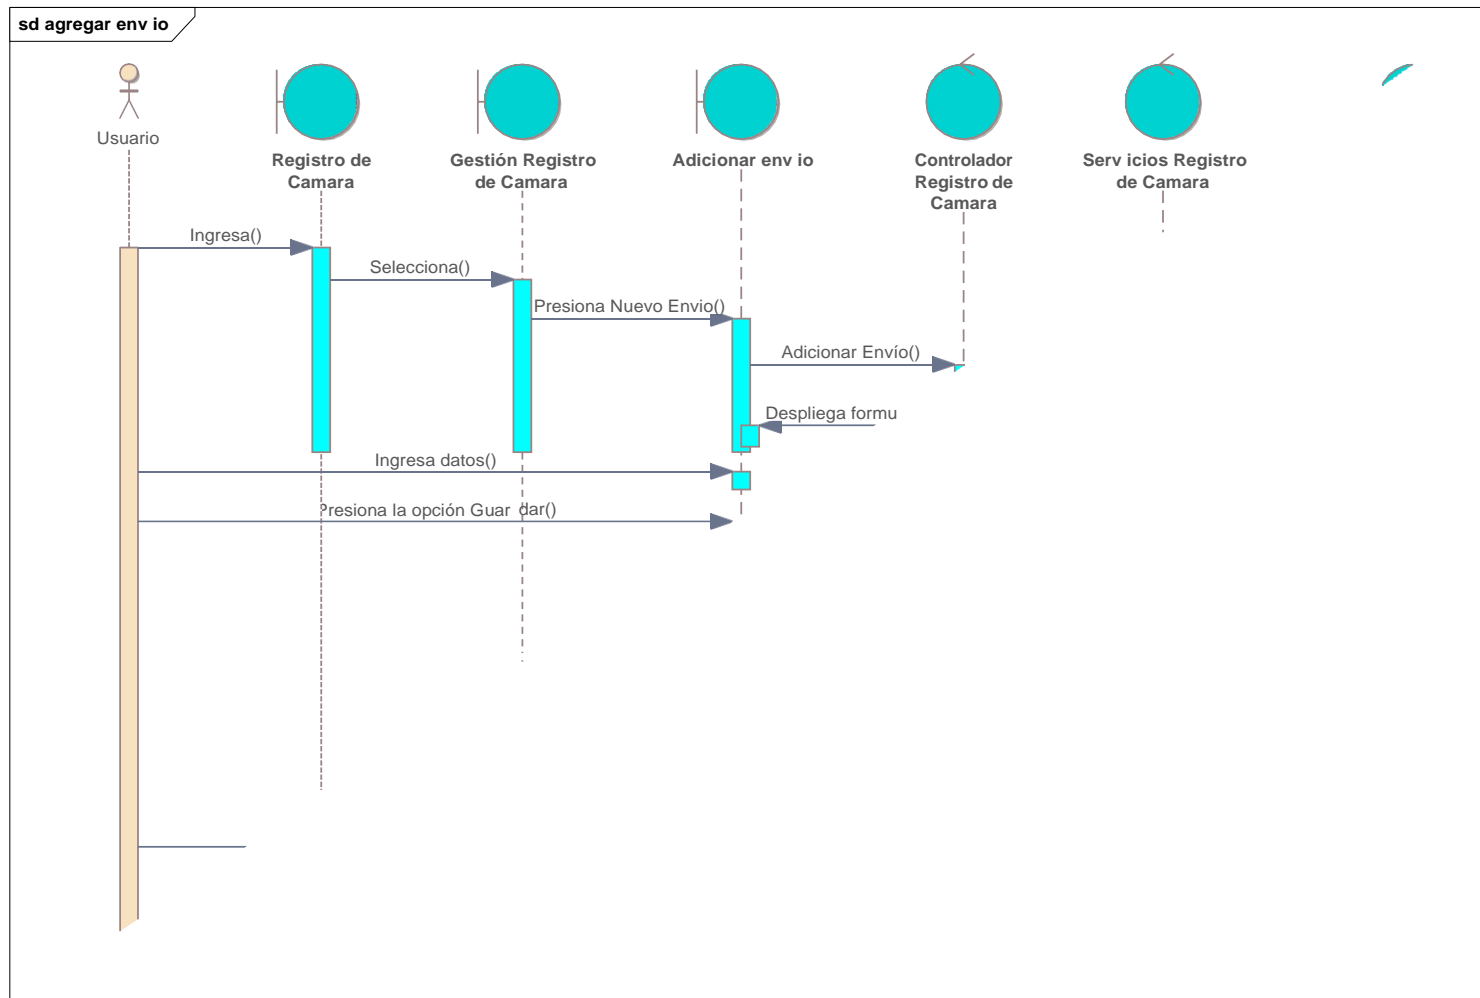 sd agregar env io
Usuario
Registro de
Camara
Gestión Registro
de Camara
Adicionar env io
Controlador
Registro de
Camara
Serv icios Registro
de Camara
Ingresa()
Selecciona()
Presiona Nuevo Envio()
Adicionar Envío()
Despliega formu
Ingresa datos()
Presiona la opción Guar dar()